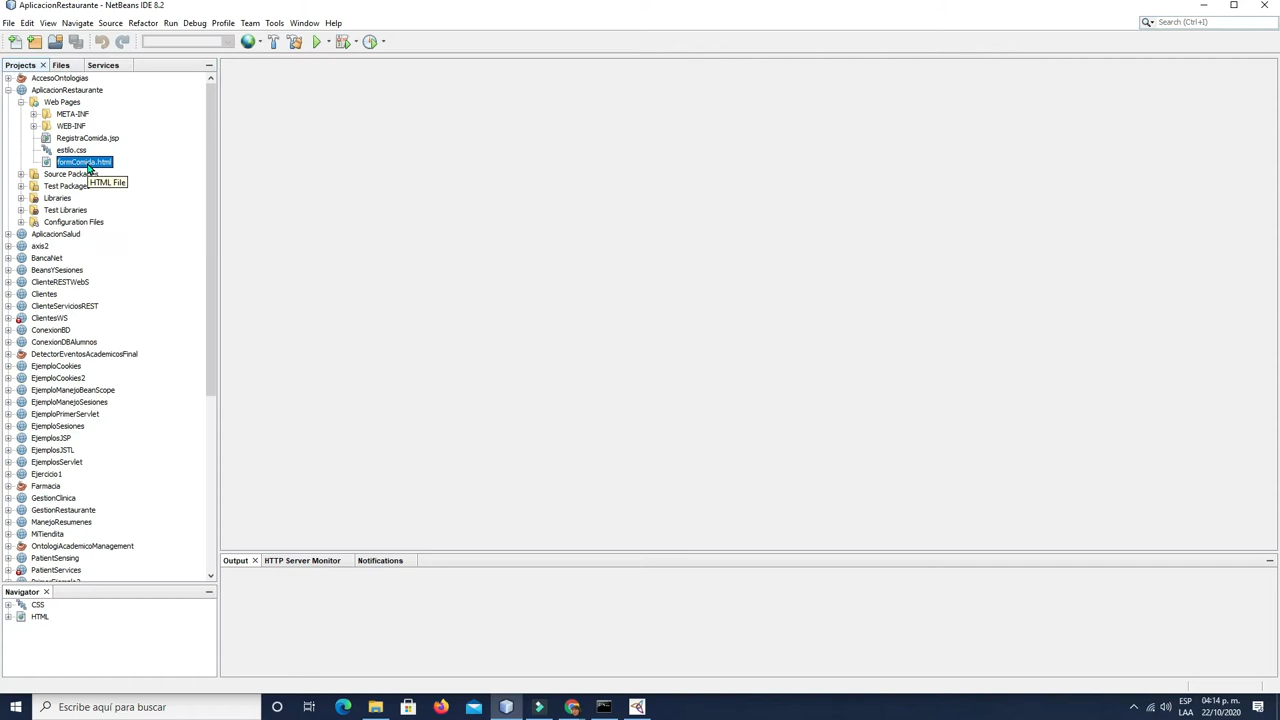 AplicacionRestaurante - NetBeans IDE 8.2
File Edit View Navigate Source Refactor Run Debug Profile Team Tools Window Help
Search (Ctrl+I)
Projects Files Services
AccesoOntologias
AplicacionRestaurante
Web Pages
META-INF
WEB-INF
RegistraComida.jsp
estilo.css
formComida.html
Source Packages
HTML File
Test Packages
Libraries
Test Libraries
Configuration Files
AplicacionSalud
axis2
BancaNet
BeansYSesiones
ClienteRESTWebS
Clientes
ClienteServiciosREST
ClientesWS
ConexionBD
ConexionDBAlumnos
DetectorEventosAcademicosFinal
EjemploCookies
EjemploCookies2
EjemploManejoBeanScope
EjemploManejoSesiones
EjemploPrimerServlet
EjemploSesiones
EjemplosJSP
EjemplosJSTL
EjemplosServlet
Ejercicio1
Farmacia
GestionClinica
GestionRestaurante
ManejoResumenes
MiTiendita
OntologiAcademicoManagement
PatientSensing
PatientServices
Output HTTP Server Monitor Notifications
Navigator
CSS
HTML
Escribe aquí para buscar
ESP
LAA
04:14 p. m.
22/10/2020